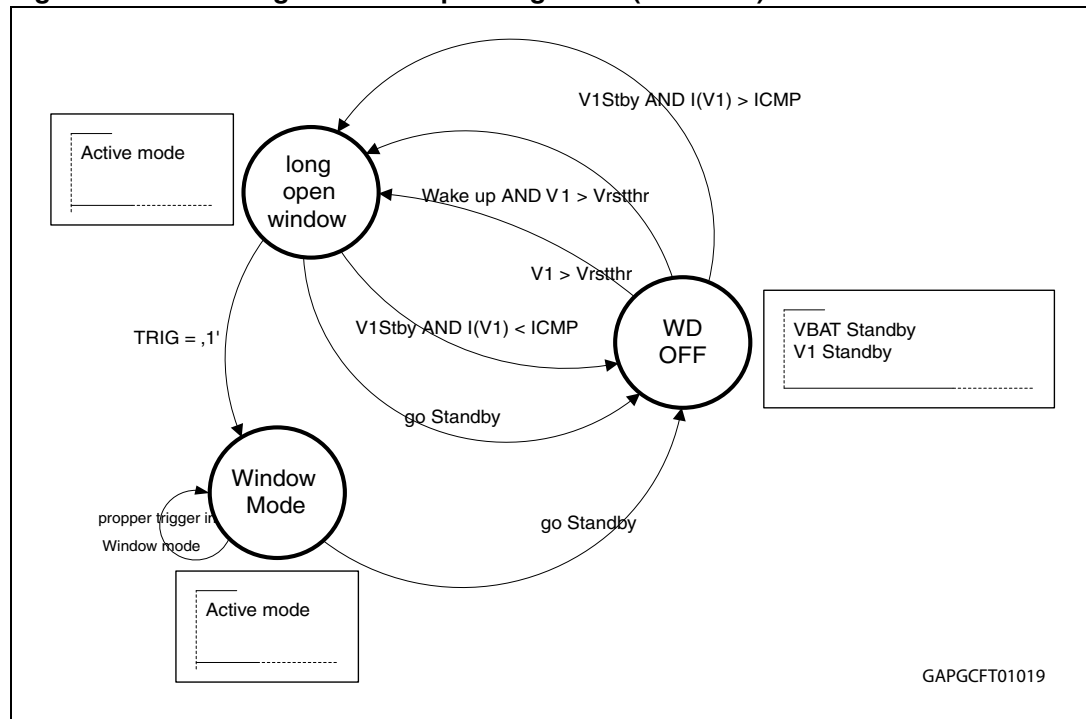 V1Stby AND I(V1) > ICMP
Active mode
long
open
window
Wake up AND V1 > Vrstthr
V1 > Vrstthr
TRIG = ‚1'
V1Stby AND I(V1) < ICMP
WD
OFF
VBAT Standby
V1 Standby
go Standby
Window
Mode
propper trigger in
Window mode
go Standby
Active mode
GAPGCFT01019